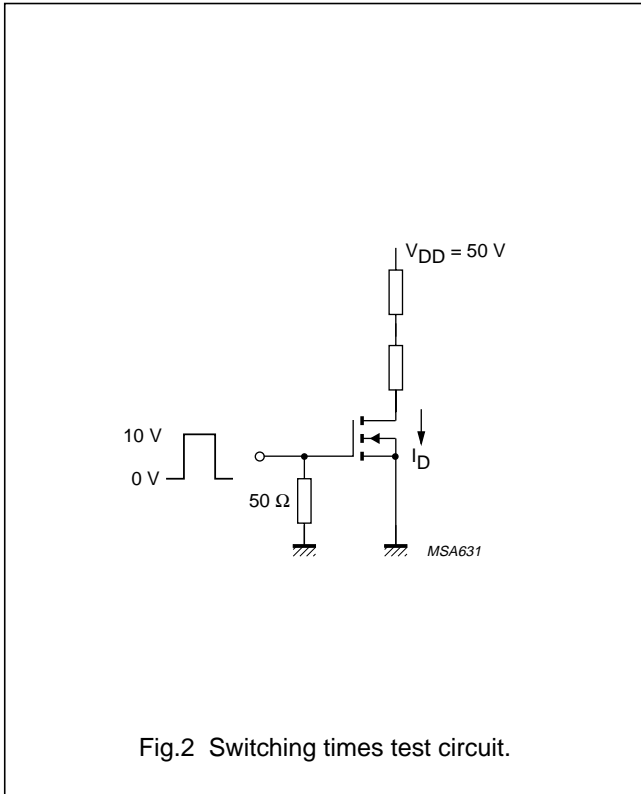 V_DD = 50 V
10 V
0 V
50 Ω
I_D
MSA631
Fig.2 Switching times test circuit.